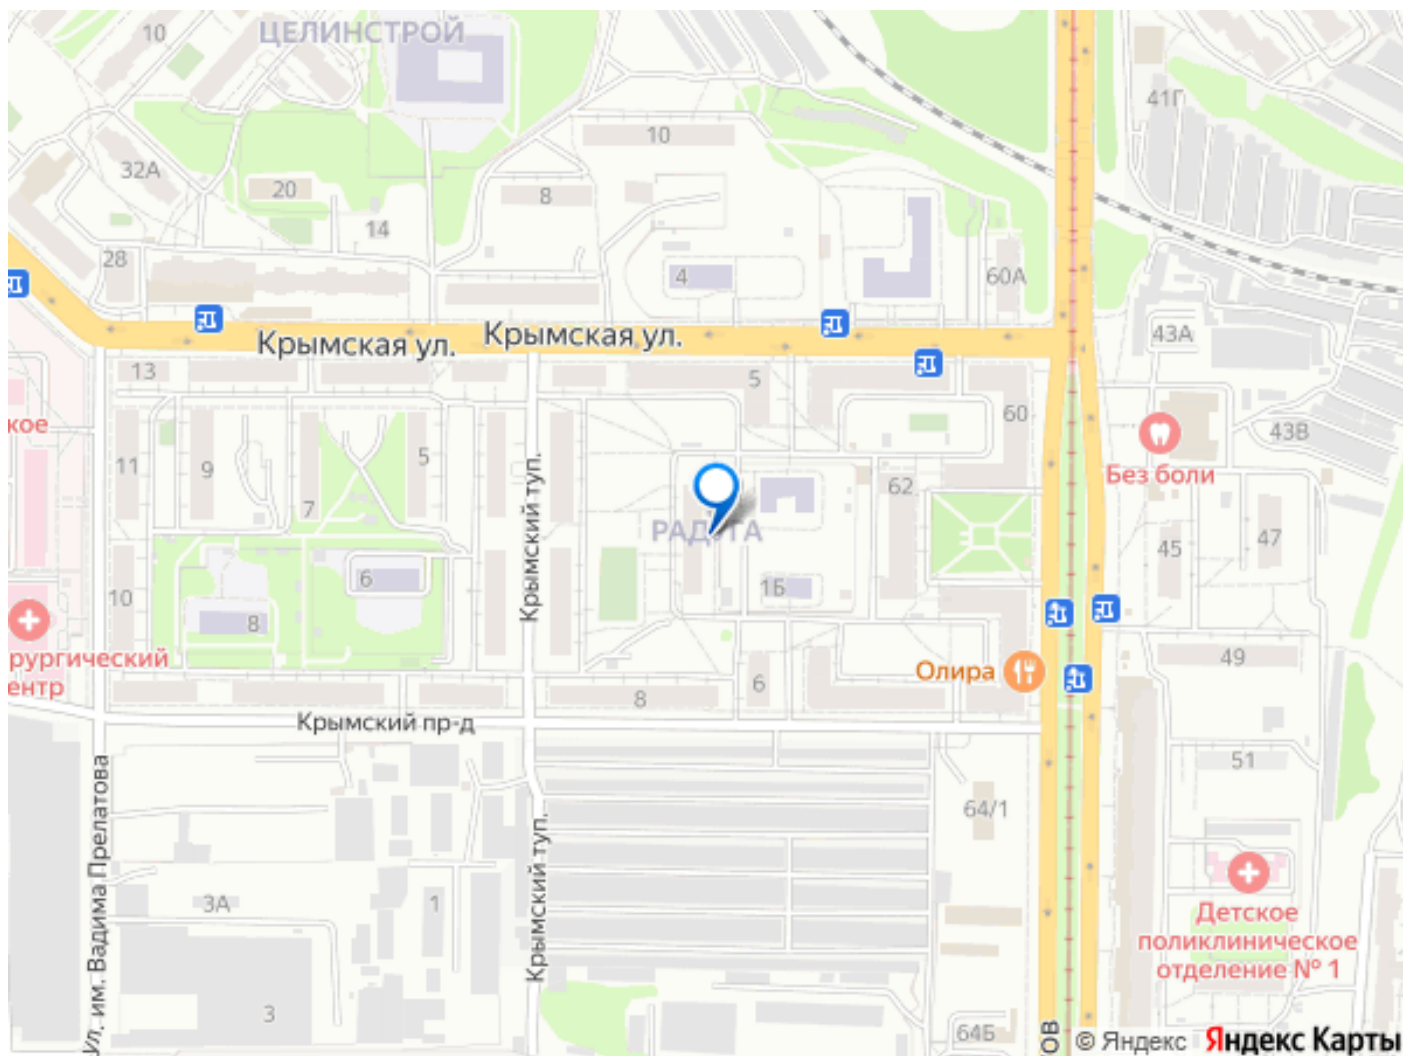 10
ЦЕЛИНСТРОЙ
41Г
10
32А
20
8
14
28
4
60А
Крымская ул.
Крымская ул.
43А
13
5
60
43В
кое
11
9
5
Без боли
7
62
Крымский туп.
РАДУГА
45
47
6
1Б
10
8
рургический
ентр
Олира
49
8
6
Крымский пр-д
51
64/1
Ул. им. Вадима Прелатова
Крымский туп.
3А
1
Детское
поликлиническое
отделение № 1
3
64Б
ОВ
© Яндекс
Яндекс Карты